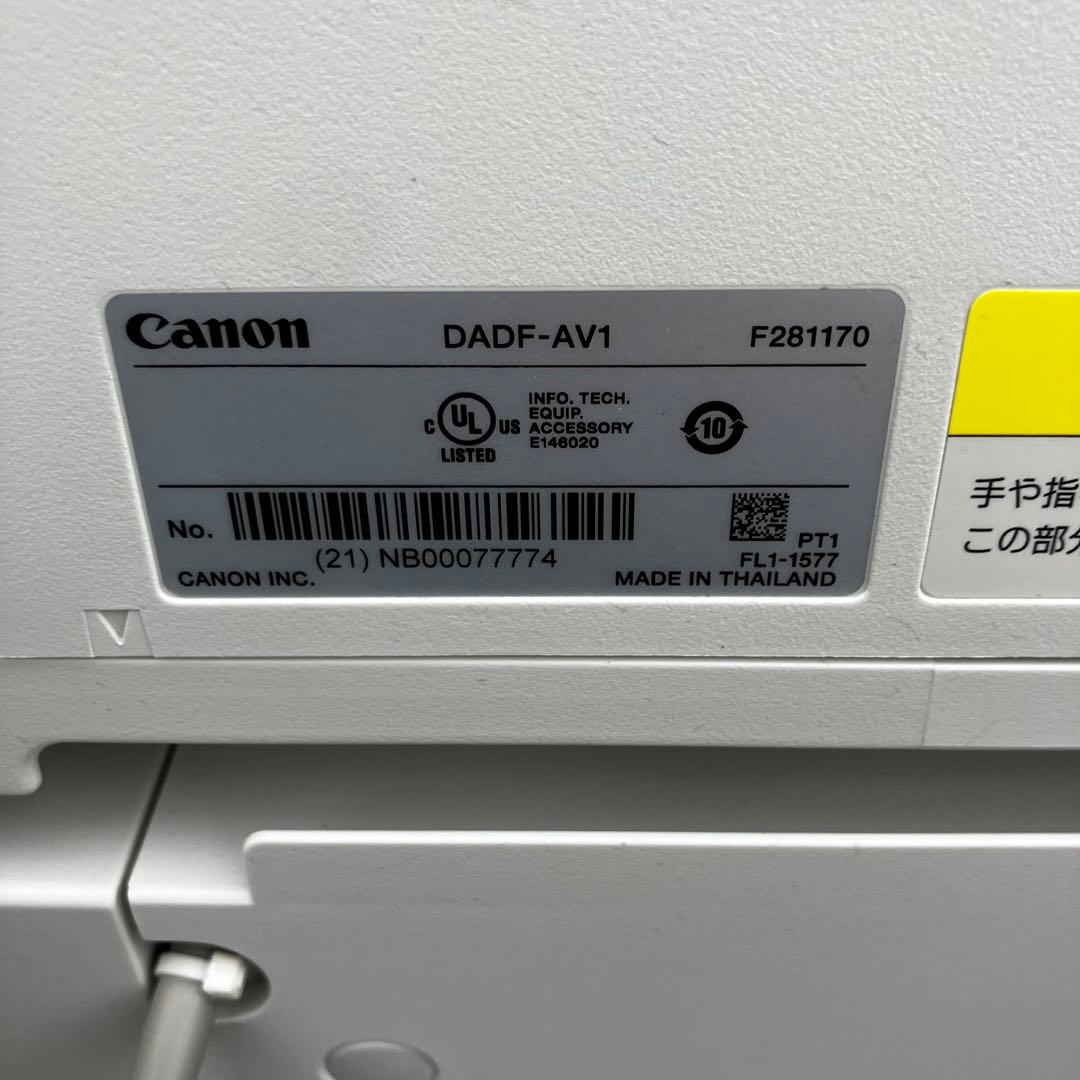 Canon DADF-AV1 F281170
C UL US LISTED
INFO. TECH.
EQUIP.
ACCESSORY
E146020
10
No.
(21) NB00077774
PT1
FL1-1577
CANON INC.
MADE IN THAILAND
手や指
この部分